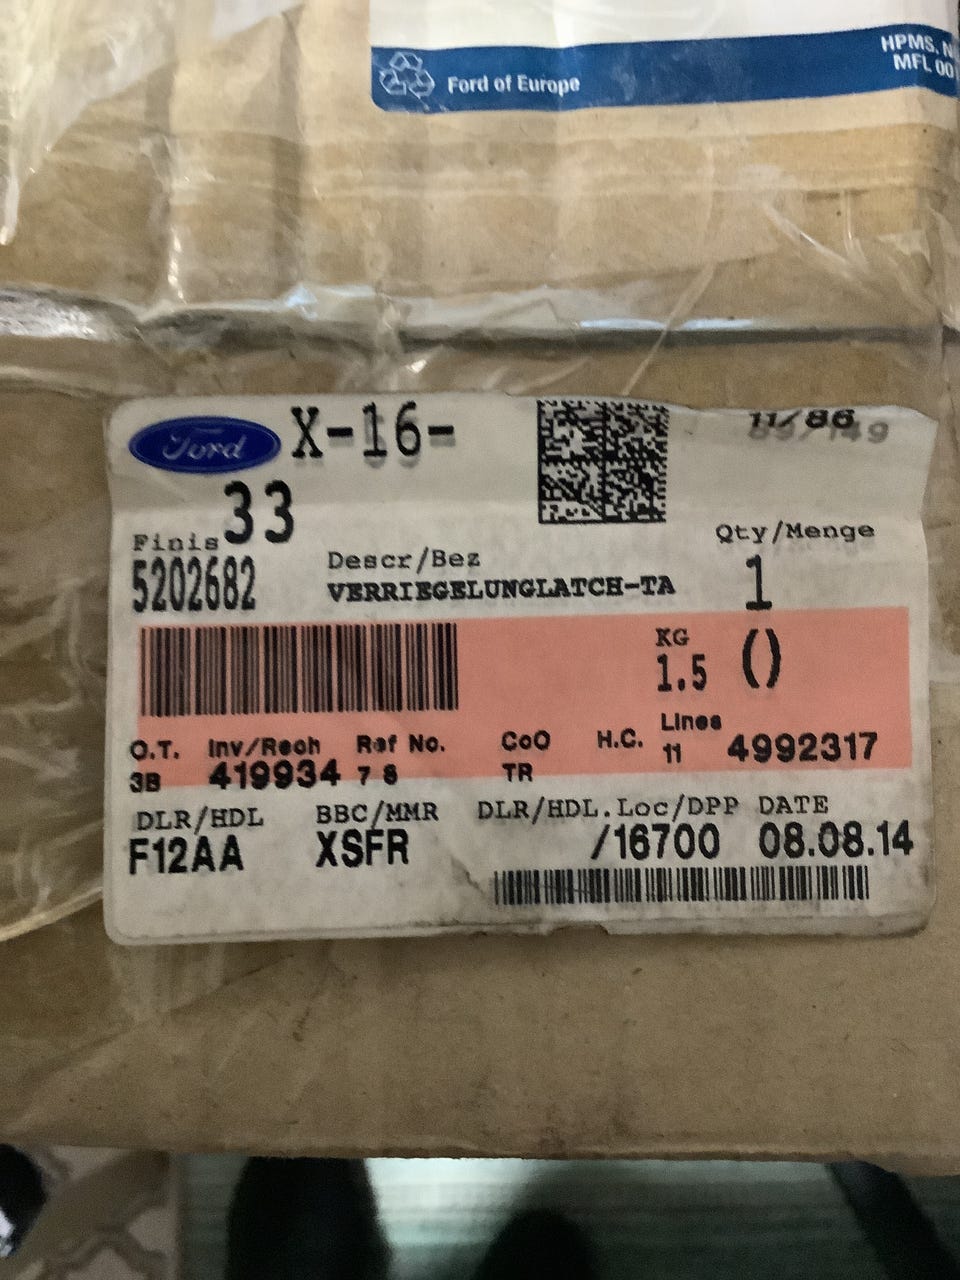 HPMS. N
MFL 00
Ford of Europe
Ford X-16-
33
11/86
Finis
5202682
Descr/Bez
VERRIEGELUNGLATCH-TA
Qty/Menge
1
KG
1.5 ()
O.T. Inv/Rech Ref No. CoO H.C. Lines
3B 419934 78 TR 11 4992317
DLR/HDL BBC/MMR DLR/HDL.Loc/DPP DATE
F12AA XSFR /16700 08.08.14